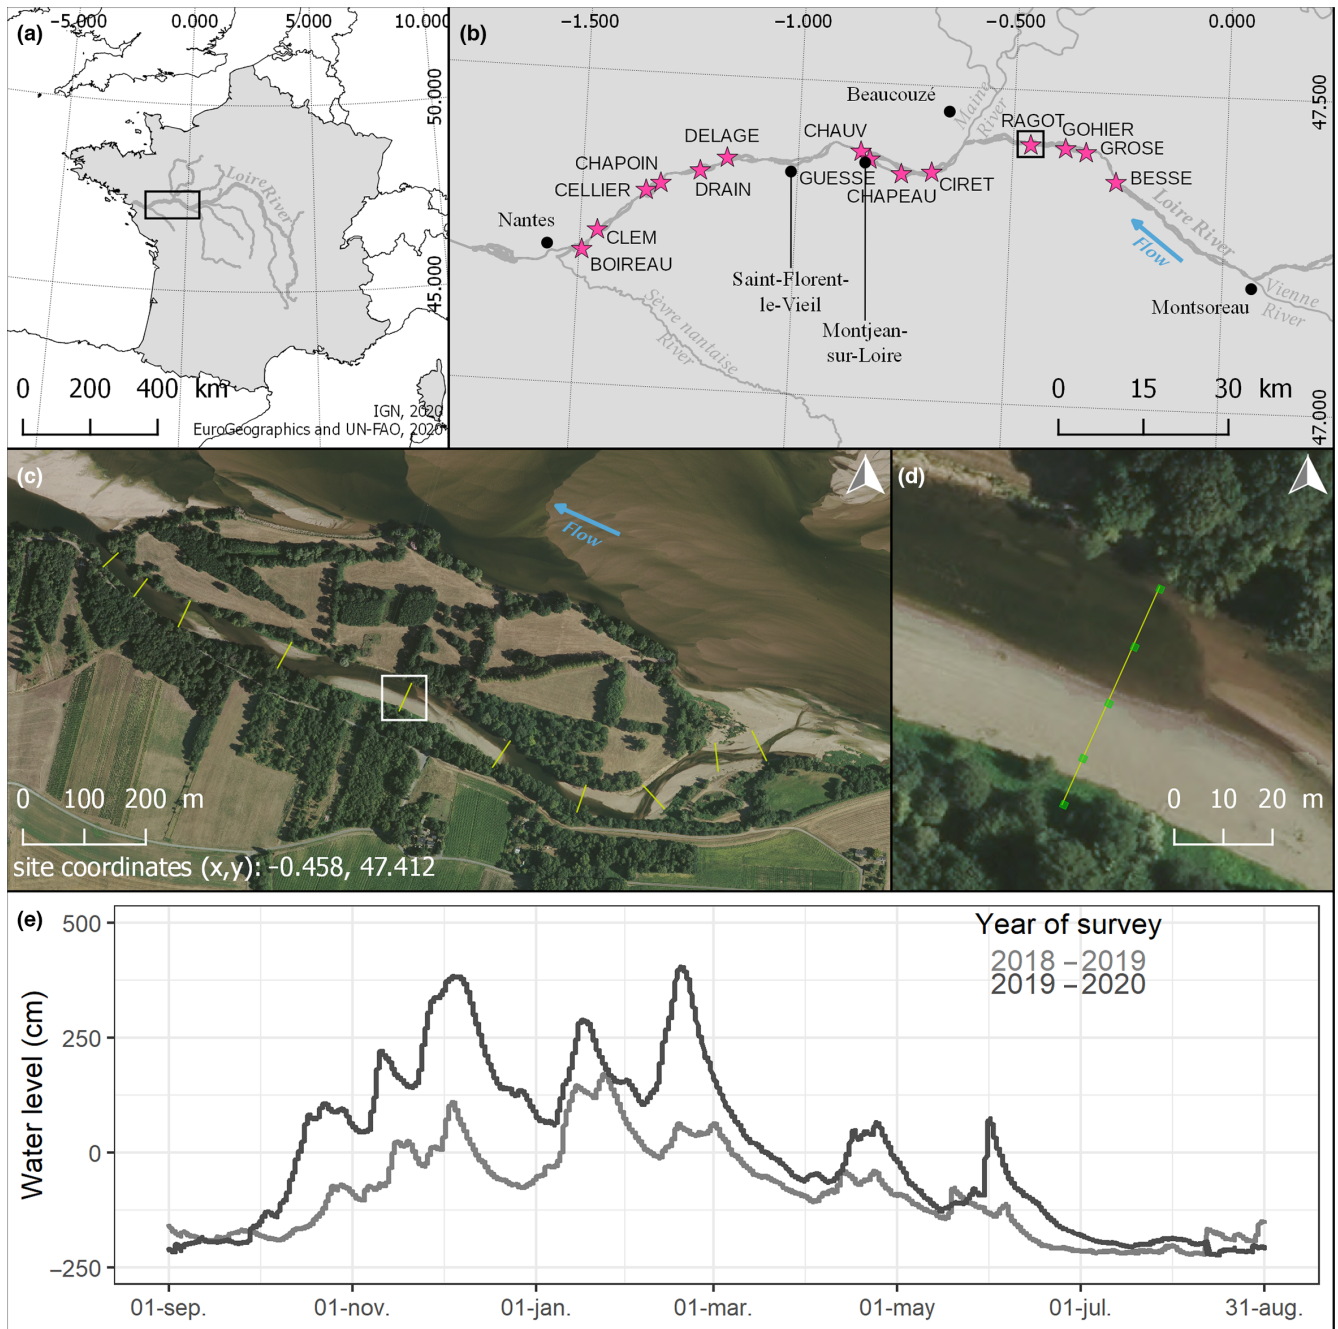 (a)
−5.000 0.000 5.000 10.000
50.000
45.000
Loire River
0 200 400 km
IGN, 2020
EuroGeographics and UN-FAO, 2020
(b)
−1.500 −1.000 −0.500 0.000
47.500
47.000
Beaucouzé
Maine
River
RAGOT
GOHIER
GROSE
BESSE
DELAGE
CHAUV
CHAPOIN
CELLIER
DRAIN
GUESSE
CHAPEAU
CIRET
Nantes
CLEM
BOIREAU
Loire River
Flow
Saint-Florent-
le-Vieil
Montjean-
sur-Loire
Sèvre nantaise
River
Vienne
River
Montsoreau
0 15 30 km
(c)
Flow
0 100 200 m
site coordinates (x,y): −0.458, 47.412
(d)
0 10 20 m
(e)
Year of survey
2018 −2019
2019 −2020
Water level (cm)
500
250
0
−250
01-sep. 01-nov. 01-jan. 01-mar. 01-may 01-jul. 31-aug.